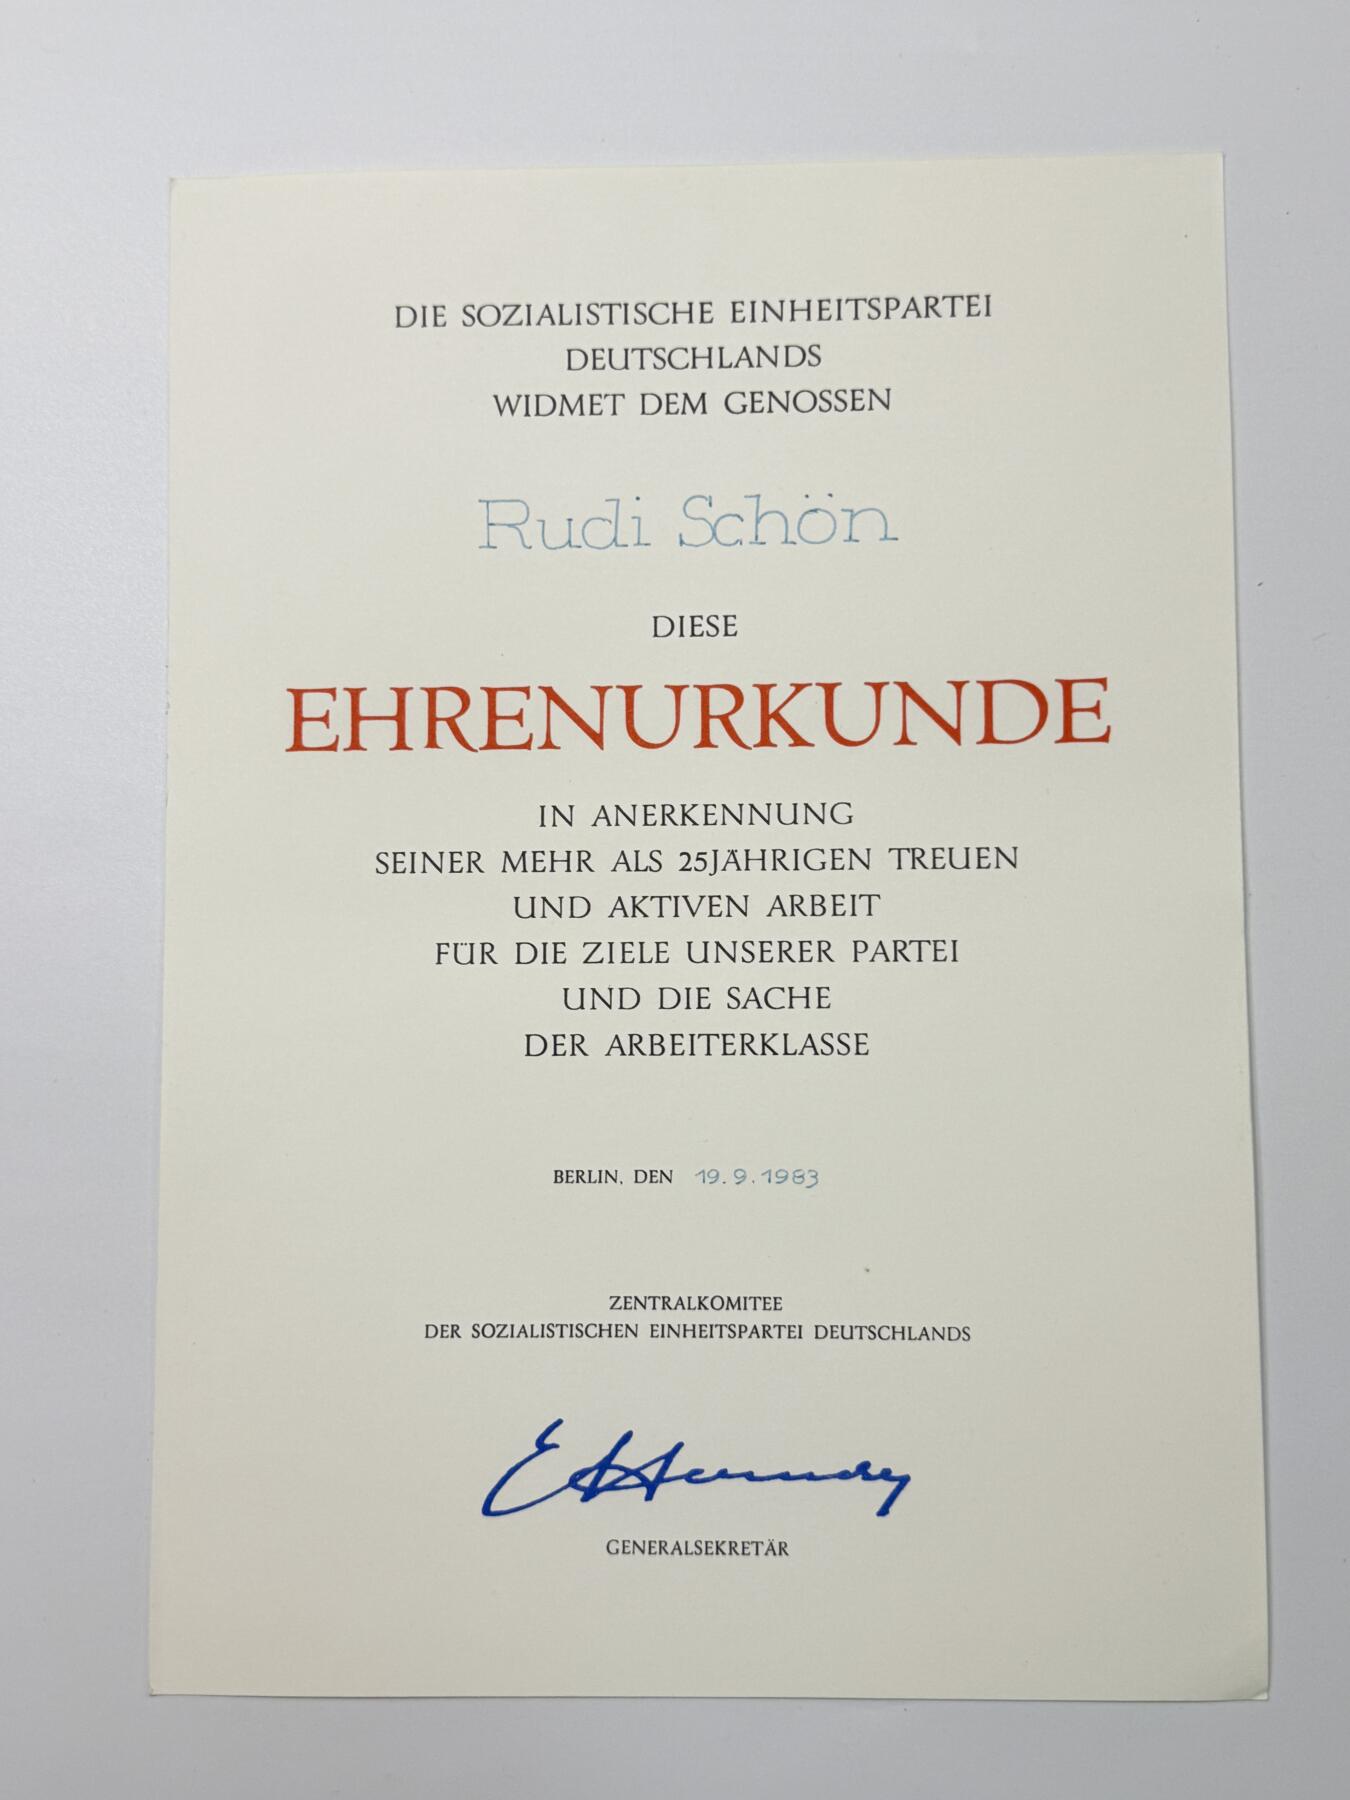 DIE SOZIALISTISCHE EINHEITSPARTEI
DEUTSCHLANDS
WIDMET DEM GENOSSEN
Rudi Schön
DIESE
EHRENURKUNDE
IN ANERKENNUNG
SEINER MEHR ALS 25JÄHRIGEN TREUEN
UND AKTIVEN ARBEIT
FÜR DIE ZIELE UNSERER PARTEI
UND DIE SACHE
DER ARBEITERKLASSE
BERLIN, DEN 19.9.1983
ZENTRALKOMITEE
DER SOZIALISTISCHEN EINHEITSPARTEI DEUTSCHLANDS
GENERALSEKRETÄR